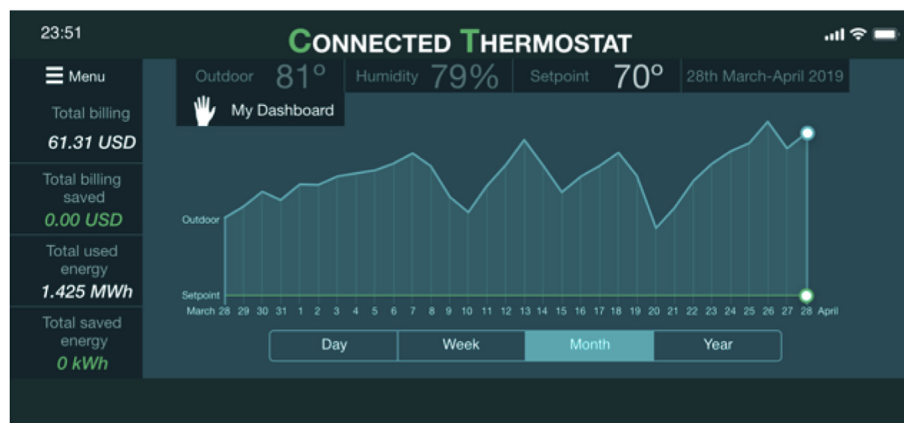 23:51
CONNECTED THERMOSTAT
Menu
Outdoor 81° Humidity 79% Setpoint 70° 28th March-April 2019
My Dashboard
Total billing
61.31 USD
Total billing
saved
0.00 USD
Total used
energy
1.425 MWh
Total saved
energy
0 kWh
Outdoor
Setpoint
March 28 29 30 31 1 2 3 4 5 6 7 8 9 10 11 12 13 14 15 16 17 18 19 20 21 22 23 24 25 26 27 28 April
Day Week Month Year